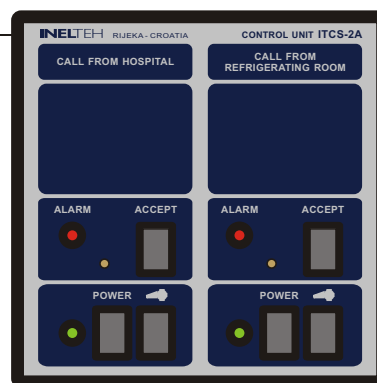 INELTEH RIJEKA - CROATIA CONTROL UNIT ITCS-2A
CALL FROM HOSPITAL
CALL FROM
REFRIGERATING ROOM
ALARM ACCEPT
ALARM ACCEPT
POWER
POWER